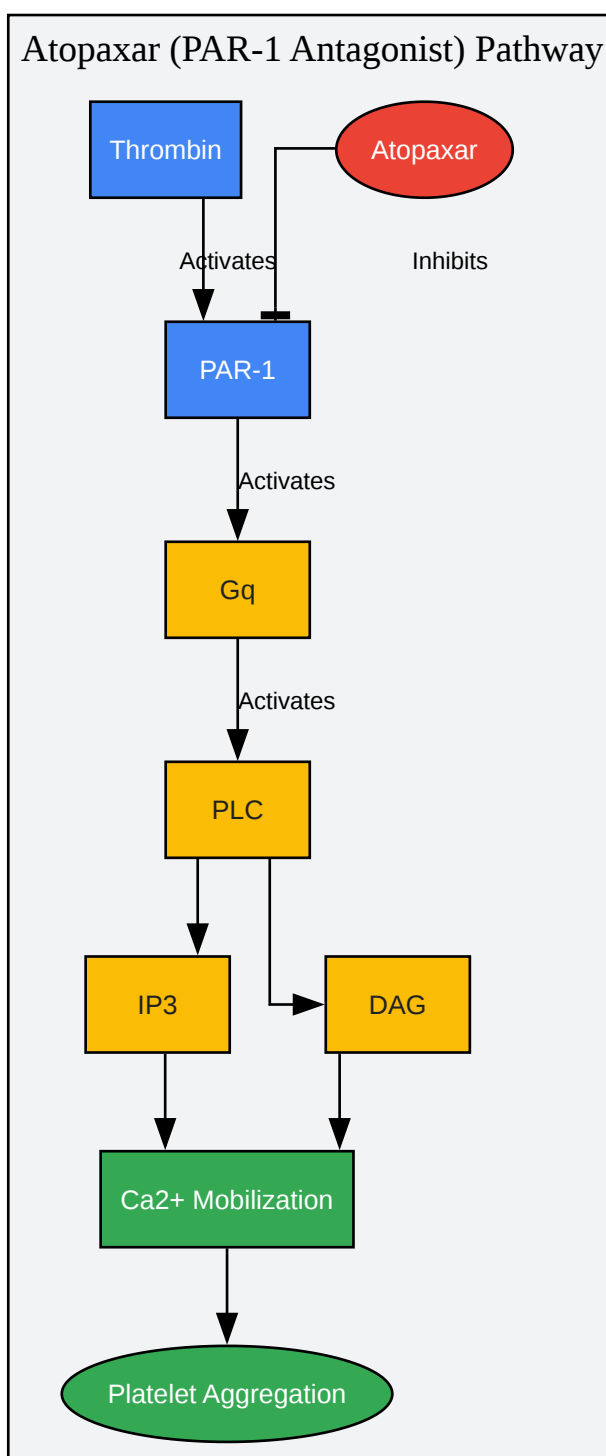 Atopaxar (PAR-1 Antagonist) Pathway
Thrombin
Atopaxar
Activates
Inhibits
PAR-1
Activates
Gq
Activates
PLC
IP3
DAG
Ca2+ Mobilization
Platelet Aggregation